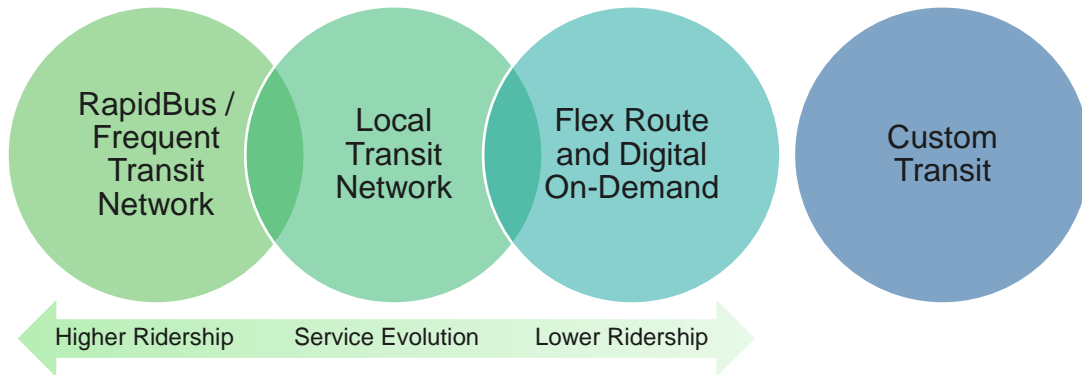 RapidBus /
Frequent
Transit
Network
Local
Transit
Network
Flex Route
and Digital
On-Demand
Custom
Transit
Higher Ridership
Service Evolution
Lower Ridership